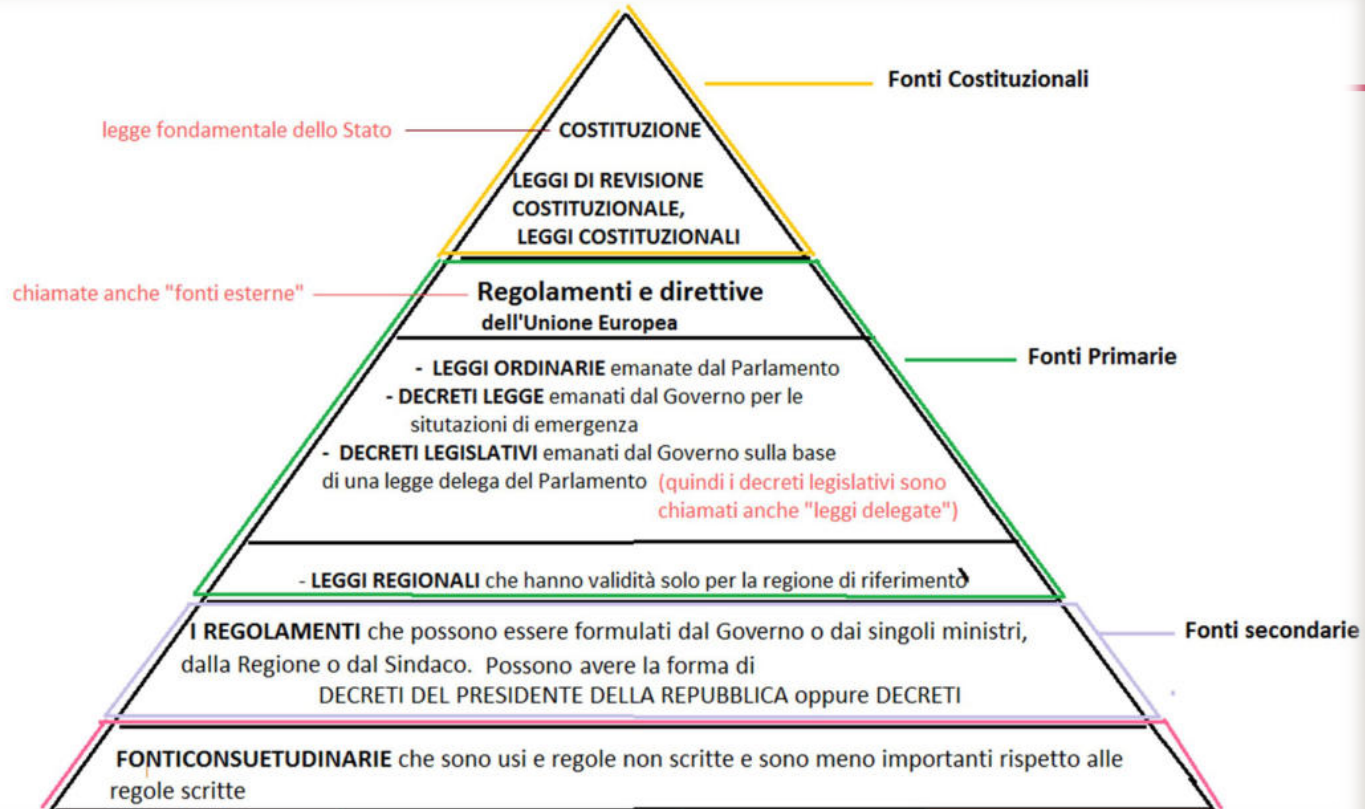 Fonti Costituzionali
legge fondamentale dello Stato
COSTITUZIONE
LEGGI DI REVISIONE
COSTITUZIONALE,
LEGGI COSTITUZIONALI
chiamate anche "fonti esterne"
Regolamenti e direttive
dell'Unione Europea
Fonti Primarie
- LEGGI ORDINARIE emanate dal Parlamento
- DECRETI LEGGE emanati dal Governo per le
situtazioni di emergenza
- DECRETI LEGISLATIVI emanati dal Governo sulla base
di una legge delega del Parlamento (quindi i decreti legislativi sono
chiamati anche "leggi delegate")
- LEGGI REGIONALI che hanno validità solo per la regione di riferimento
Fonti secondarie
I REGOLAMENTI che possono essere formulati dal Governo o dai singoli ministri,
dalla Regione o dal Sindaco. Possono avere la forma di
DECRETI DEL PRESIDENTE DELLA REPUBBLICA oppure DECRETI
FONTICONSUETUDINARIE che sono usi e regole non scritte e sono meno importanti rispetto alle
regole scritte